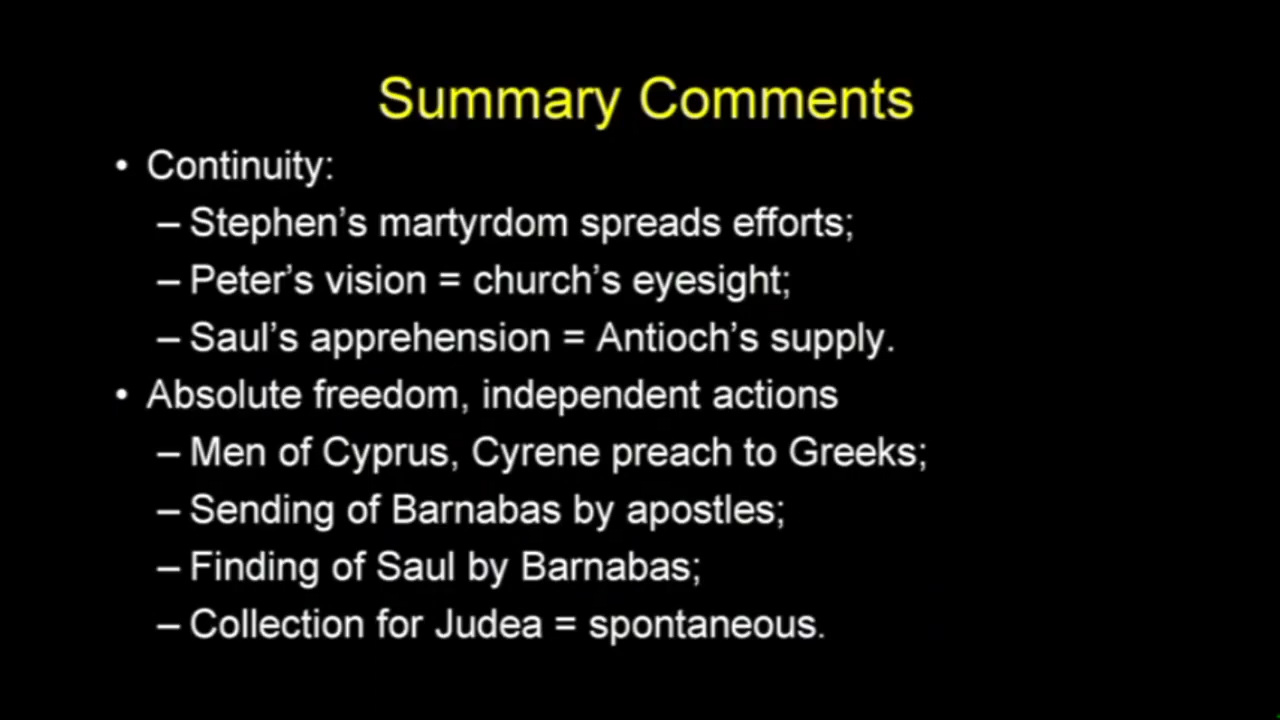 Summary Comments
• Continuity:
– Stephen’s martyrdom spreads efforts;
– Peter’s vision = church’s eyesight;
– Saul’s apprehension = Antioch’s supply.
• Absolute freedom, independent actions
– Men of Cyprus, Cyrene preach to Greeks;
– Sending of Barnabas by apostles;
– Finding of Saul by Barnabas;
– Collection for Judea = spontaneous.